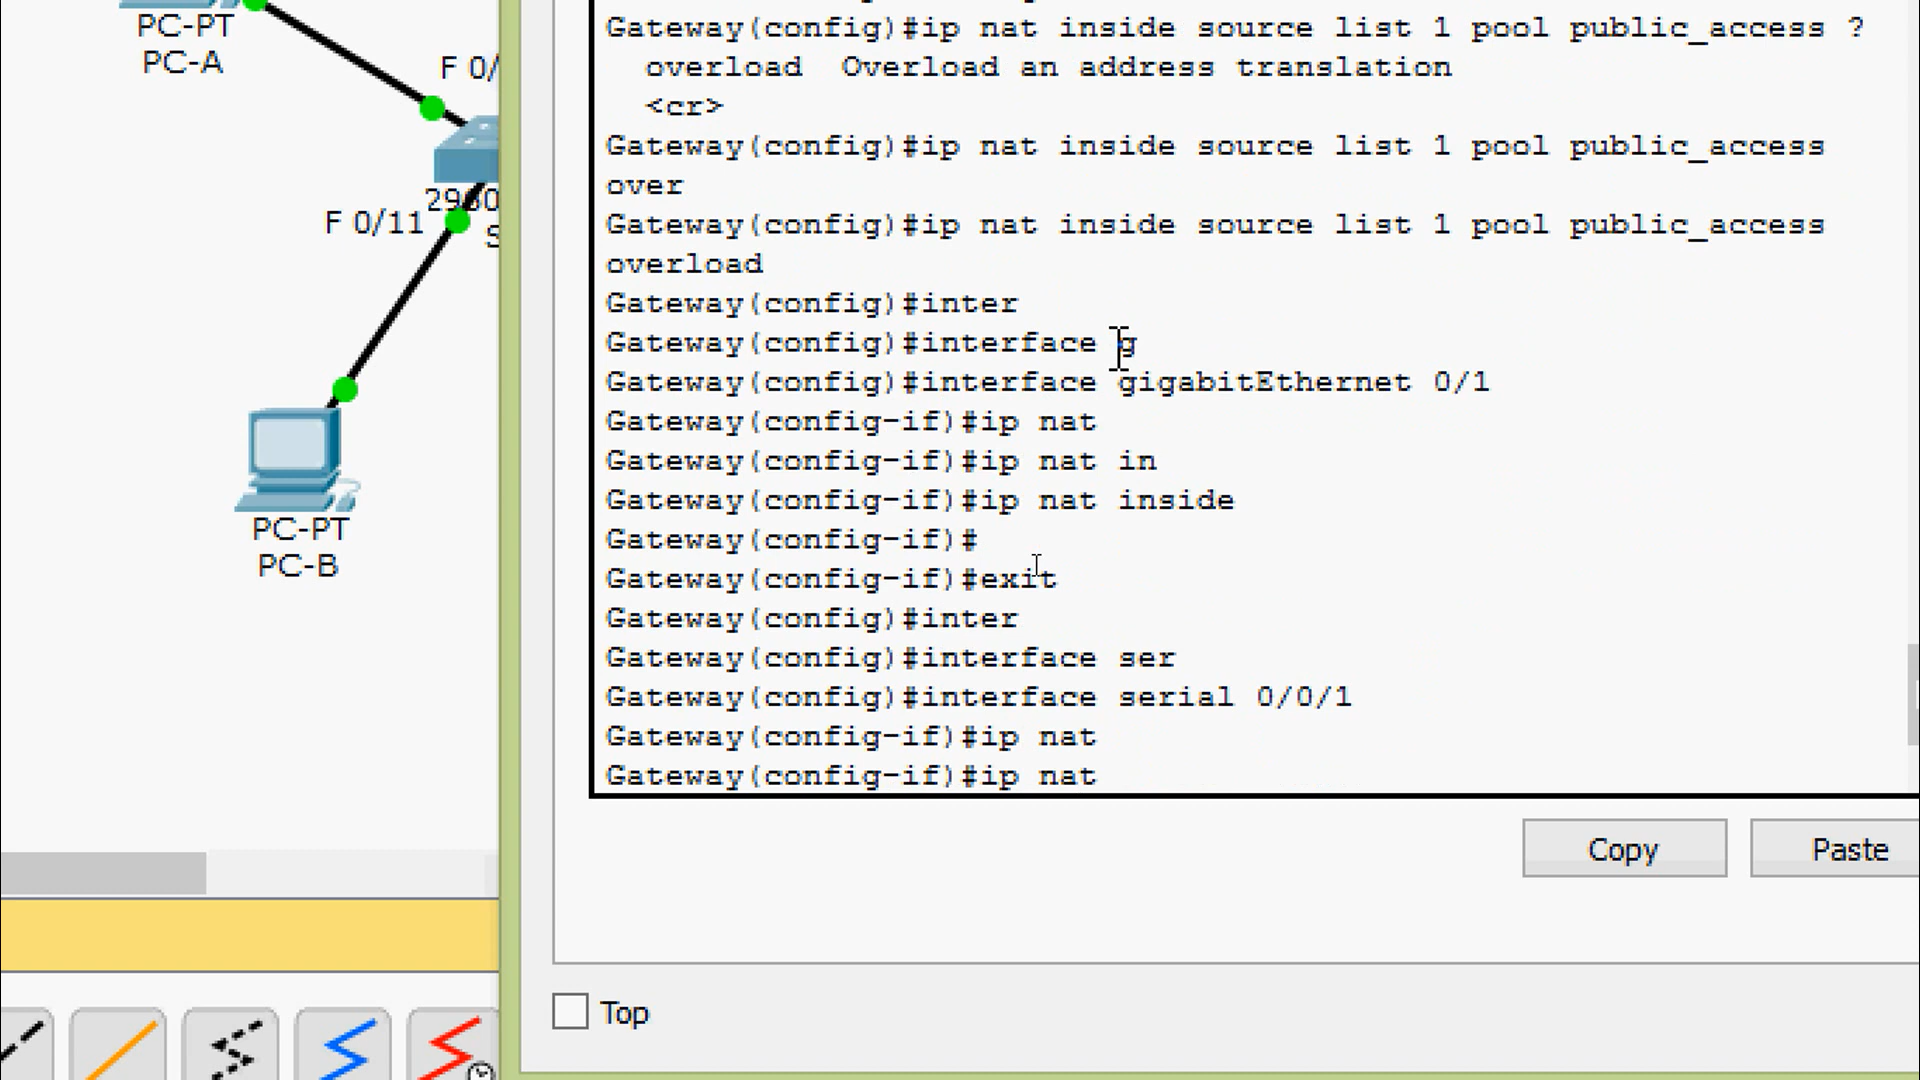 PC-PT
PC-A
F 0/
F 0/11
PC-PT
PC-B
Gateway(config)#ip nat inside source list 1 pool public_access ?
overload Overload an address translation
<cr>
Gateway(config)#ip nat inside source list 1 pool public_access
over
Gateway(config)#ip nat inside source list 1 pool public_access
overload
Gateway(config)#inter
Gateway(config)#interface g
Gateway(config)#interface gigabitEthernet 0/1
Gateway(config-if)#ip nat
Gateway(config-if)#ip nat in
Gateway(config-if)#ip nat inside
Gateway(config-if)#
Gateway(config-if)#exit
Gateway(config)#inter
Gateway(config)#interface ser
Gateway(config)#interface serial 0/0/1
Gateway(config-if)#ip nat
Gateway(config-if)#ip nat
Copy
Paste
Top